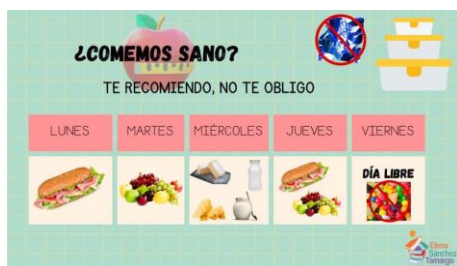 ¿COMEMOS SANO?
TE RECOMIENDO, NO TE OBLIGO
LUNES
MARTES
MIÉRCOLES
JUEVES
VIERNES
DÍA LIBRE
Elena
Sánchez
Tamargo